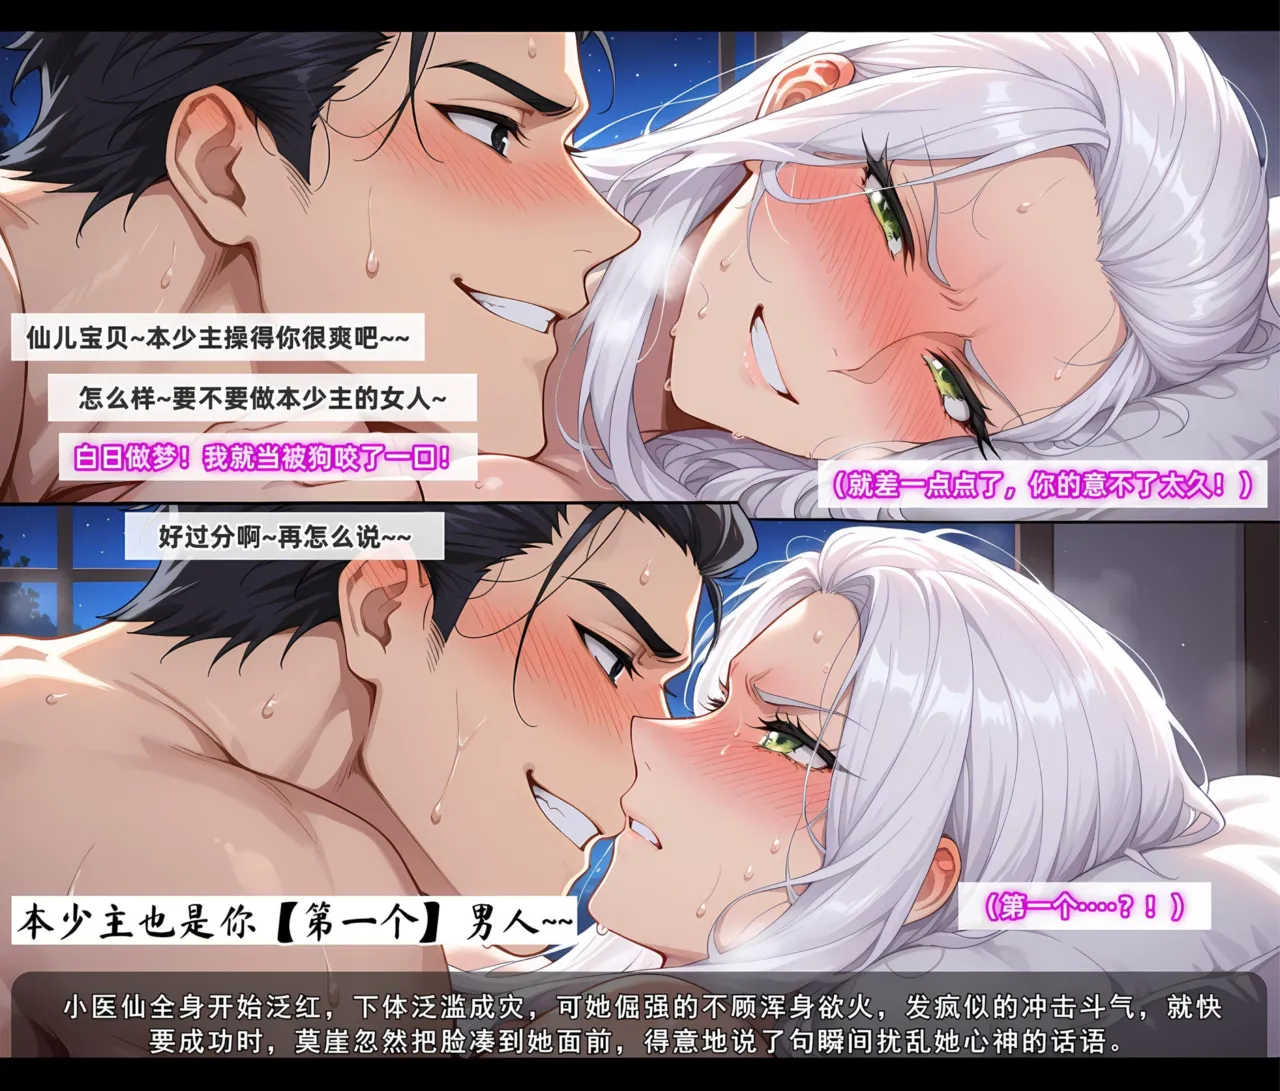 仙儿宝贝~本少主操得你很爽吧~~
怎么样~要不要做本少主的女人~
白日做梦！我就当被狗咬了一口！
（就差一点点了，你的意不了太久！）
好过分啊~再怎么说~~
本少主也是你【第一个】男人~~
（第一个····？！）
小医仙全身开始泛红，下体泛滥成灾，可她倔强的不顾浑身欲火，发疯似的冲击斗气，就快
要成功时，莫崖忽然把脸凑到她面前，得意地说了句瞬间扰乱她心神的话语。